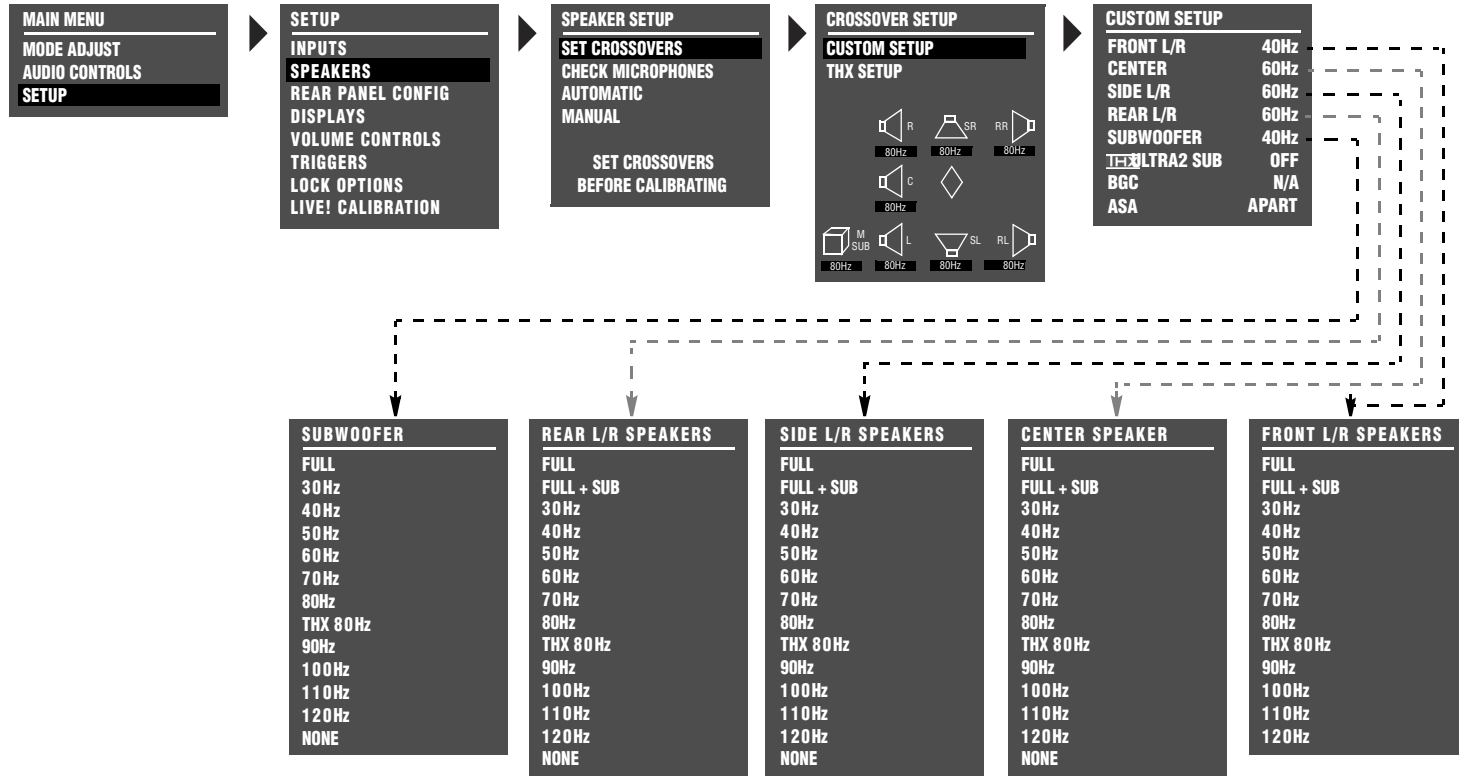 MAIN MENU
MODE ADJUST
AUDIO CONTROLS
SETUP
SETUP
INPUTS
SPEAKERS
REAR PANEL CONFIG
DISPLAYS
VOLUME CONTROLS
TRIGGERS
LOCK OPTIONS
LIVE! CALIBRATION
SPEAKER SETUP
SET CROSSOVERS
CHECK MICROPHONES
AUTOMATIC
MANUAL
SET CROSSOVERS
BEFORE CALIBRATING
CROSSOVER SETUP
CUSTOM SETUP
THX SETUP
R SR RR
80Hz 80Hz 80Hz
C
80Hz
M
SUB L SL RL
80Hz 80Hz 80Hz 80Hz
CUSTOM SETUP
FRONT L/R 40Hz
CENTER 60Hz
SIDE L/R 60Hz
REAR L/R 60Hz
SUBWOOFER 40Hz
THX ULTRA2 SUB OFF
BGC N/A
ASA APART
SUBWOOFER
FULL
30Hz
40Hz
50Hz
60Hz
70Hz
80Hz
THX 80Hz
90Hz
100Hz
110Hz
120Hz
NONE
REAR L/R SPEAKERS
FULL
FULL + SUB
30Hz
40Hz
50Hz
60Hz
70Hz
80Hz
THX 80Hz
90Hz
100Hz
110Hz
120Hz
NONE
SIDE L/R SPEAKERS
FULL
FULL + SUB
30Hz
40Hz
50Hz
60Hz
70Hz
80Hz
THX 80Hz
90Hz
100Hz
110Hz
120Hz
NONE
CENTER SPEAKER
FULL
FULL + SUB
30Hz
40Hz
50Hz
60Hz
70Hz
80Hz
THX 80Hz
90Hz
100Hz
110Hz
120Hz
NONE
FRONT L/R SPEAKERS
FULL
FULL + SUB
30Hz
40Hz
50Hz
60Hz
70Hz
80Hz
THX 80Hz
90Hz
100Hz
110Hz
120Hz